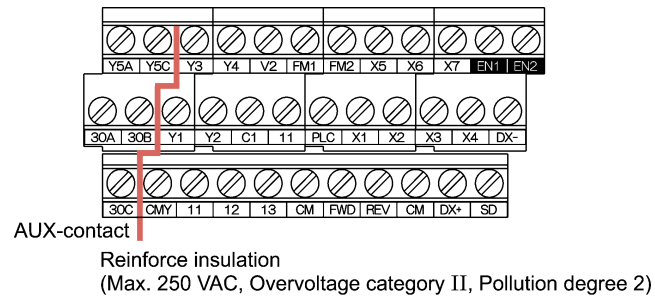 Y5A Y5C Y3 Y4 V2 FM1 FM2 X5 X6 X7 EN1 EN2
30A 30B Y1 Y2 C1 11 PLC X1 X2 X3 X4 DX-
30C CMY 11 12 13 CM FWD REV CM DX+ SD
AUX-contact
Reinforce insulation
(Max. 250 VAC, Overvoltage category II, Pollution degree 2)